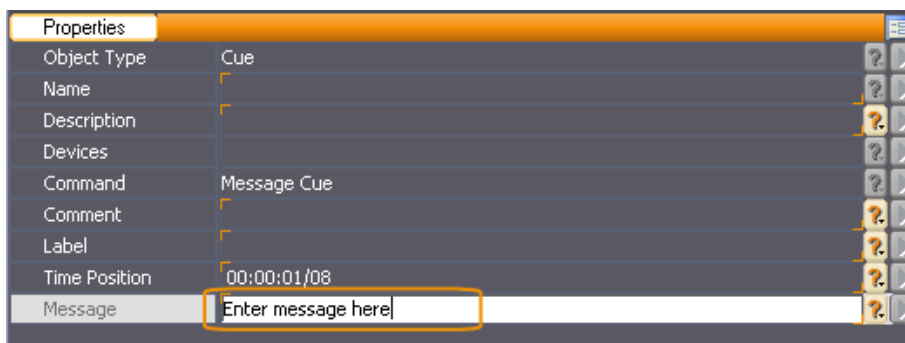 Properties
Object Type Cue
Name
Description
Devices
Command Message Cue
Comment
Label
Time Position 00:00:01/08
Message Enter message here